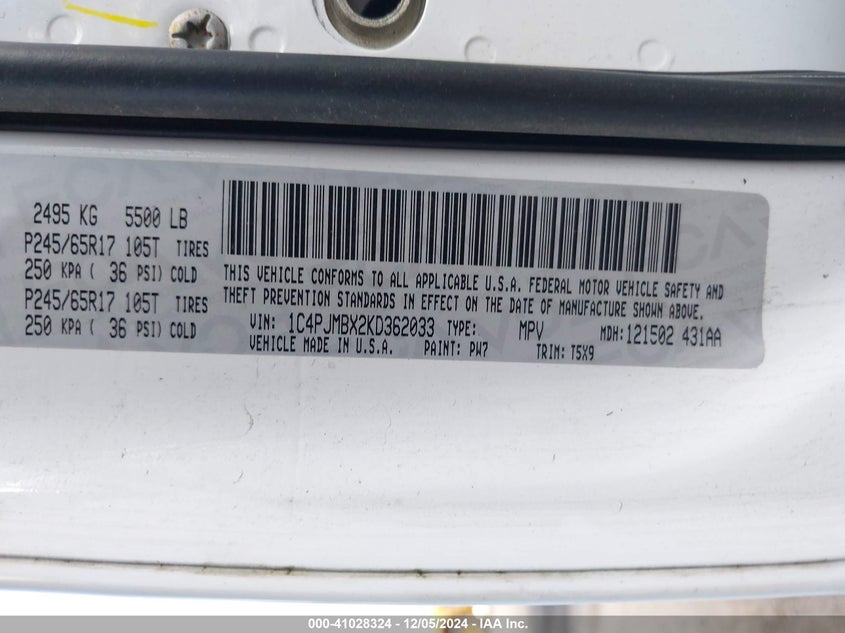 2495 KG 5500 LB
P245/65R17 105T TIRES
250 KPA ( 36 PSI) COLD
P245/65R17 105T TIRES
250 KPA ( 36 PSI) COLD
THIS VEHICLE CONFORMS TO ALL APPLICABLE U.S.A. FEDERAL MOTOR VEHICLE SAFETY AND
THEFT PREVENTION STANDARDS IN EFFECT ON THE DATE OF MANUFACTURE SHOWN ABOVE.
VIN: 1C4PJMBX2KD362033 TYPE: MPV MDH: 121502 431AA
VEHICLE MADE IN U.S.A. PAINT: PW7 TRIM: T5X9
000-41028324 - 12/05/2024 - IAA Inc.